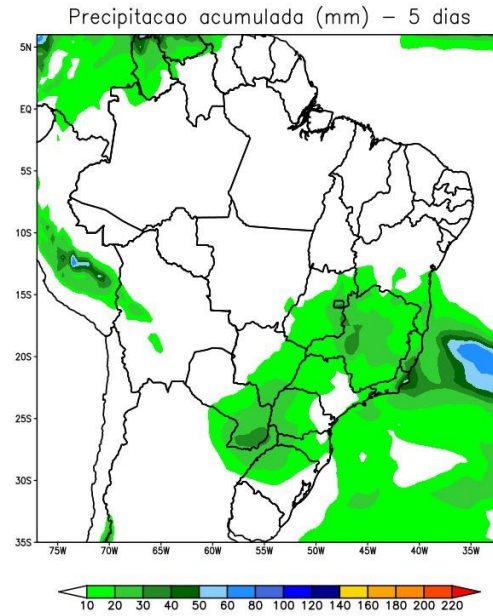 Precipitacao acumulada (mm) – 5 dias
5N
EQ
5S
10S
15S
20S
25S
30S
35S
75W 70W 65W 60W 55W 50W 45W 40W 35W
10 20 30 40 50 60 80 100 120 140 160 180 200 220